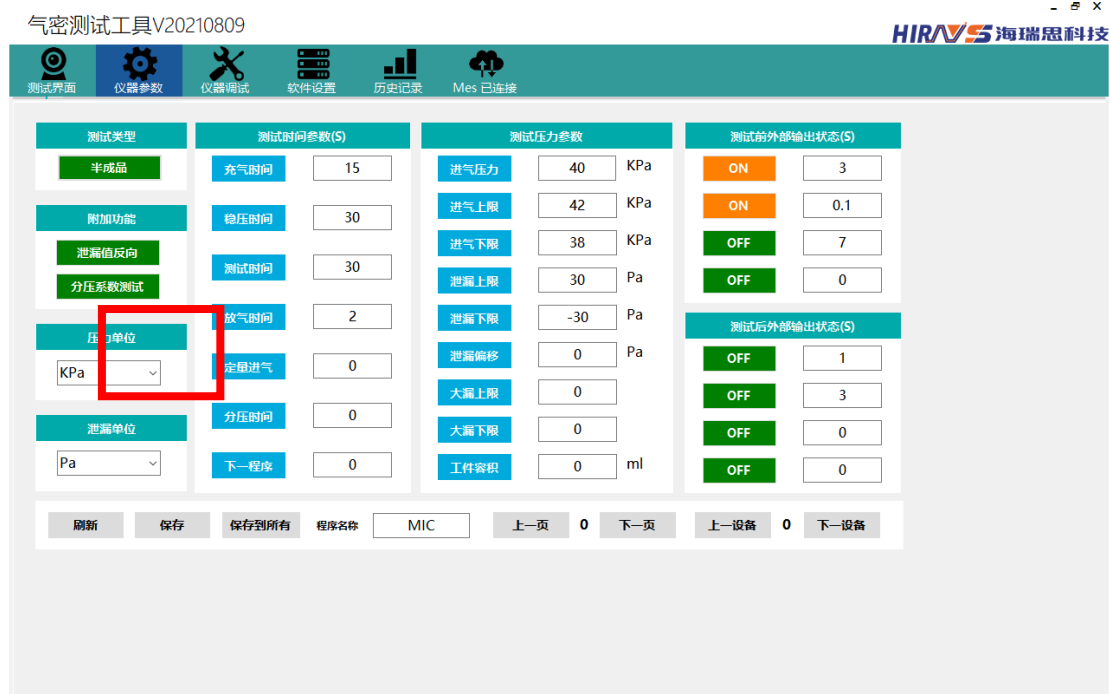 气密测试工具V20210809
HIRAVS 海瑞思科技
测试界面 仪器参数 仪器调试 软件设置 历史记录 Mes 已连接
测试类型
半成品
附加功能
泄漏值反向
分压系数测试
压力单位
KPa
泄漏单位
Pa
测试时间参数(S)
充气时间 15
稳压时间 30
测试时间 30
放气时间 2
定量进气 0
分压时间 0
下一程序 0
测试压力参数
进气压力 40 KPa
进气上限 42 KPa
进气下限 38 KPa
泄漏上限 30 Pa
泄漏下限 -30 Pa
泄漏偏移 0 Pa
大漏上限 0
大漏下限 0
工件容积 0 ml
测试前外部输出状态(S)
ON 3
ON 0.1
OFF 7
OFF 0
测试后外部输出状态(S)
OFF 1
OFF 3
OFF 0
OFF 0
刷新 保存 保存到所有 程序名称 MIC 上一页 0 下一页 上一设备 0 下一设备